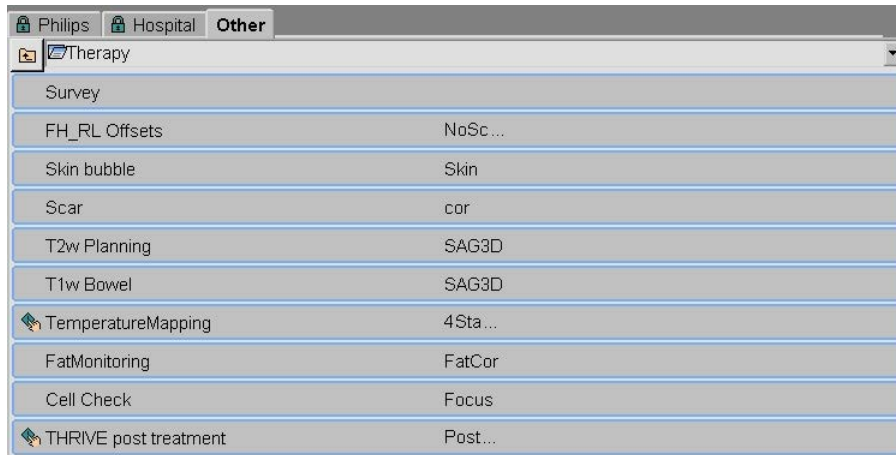 Philips Hospital Other
Therapy
Survey
FH_RL Offsets NoSc...
Skin bubble Skin
Scar cor
T2w Planning SAG3D
T1w Bowel SAG3D
TemperatureMapping 4Sta...
FatMonitoring FatCor
Cell Check Focus
THRIVE post treatment Post...